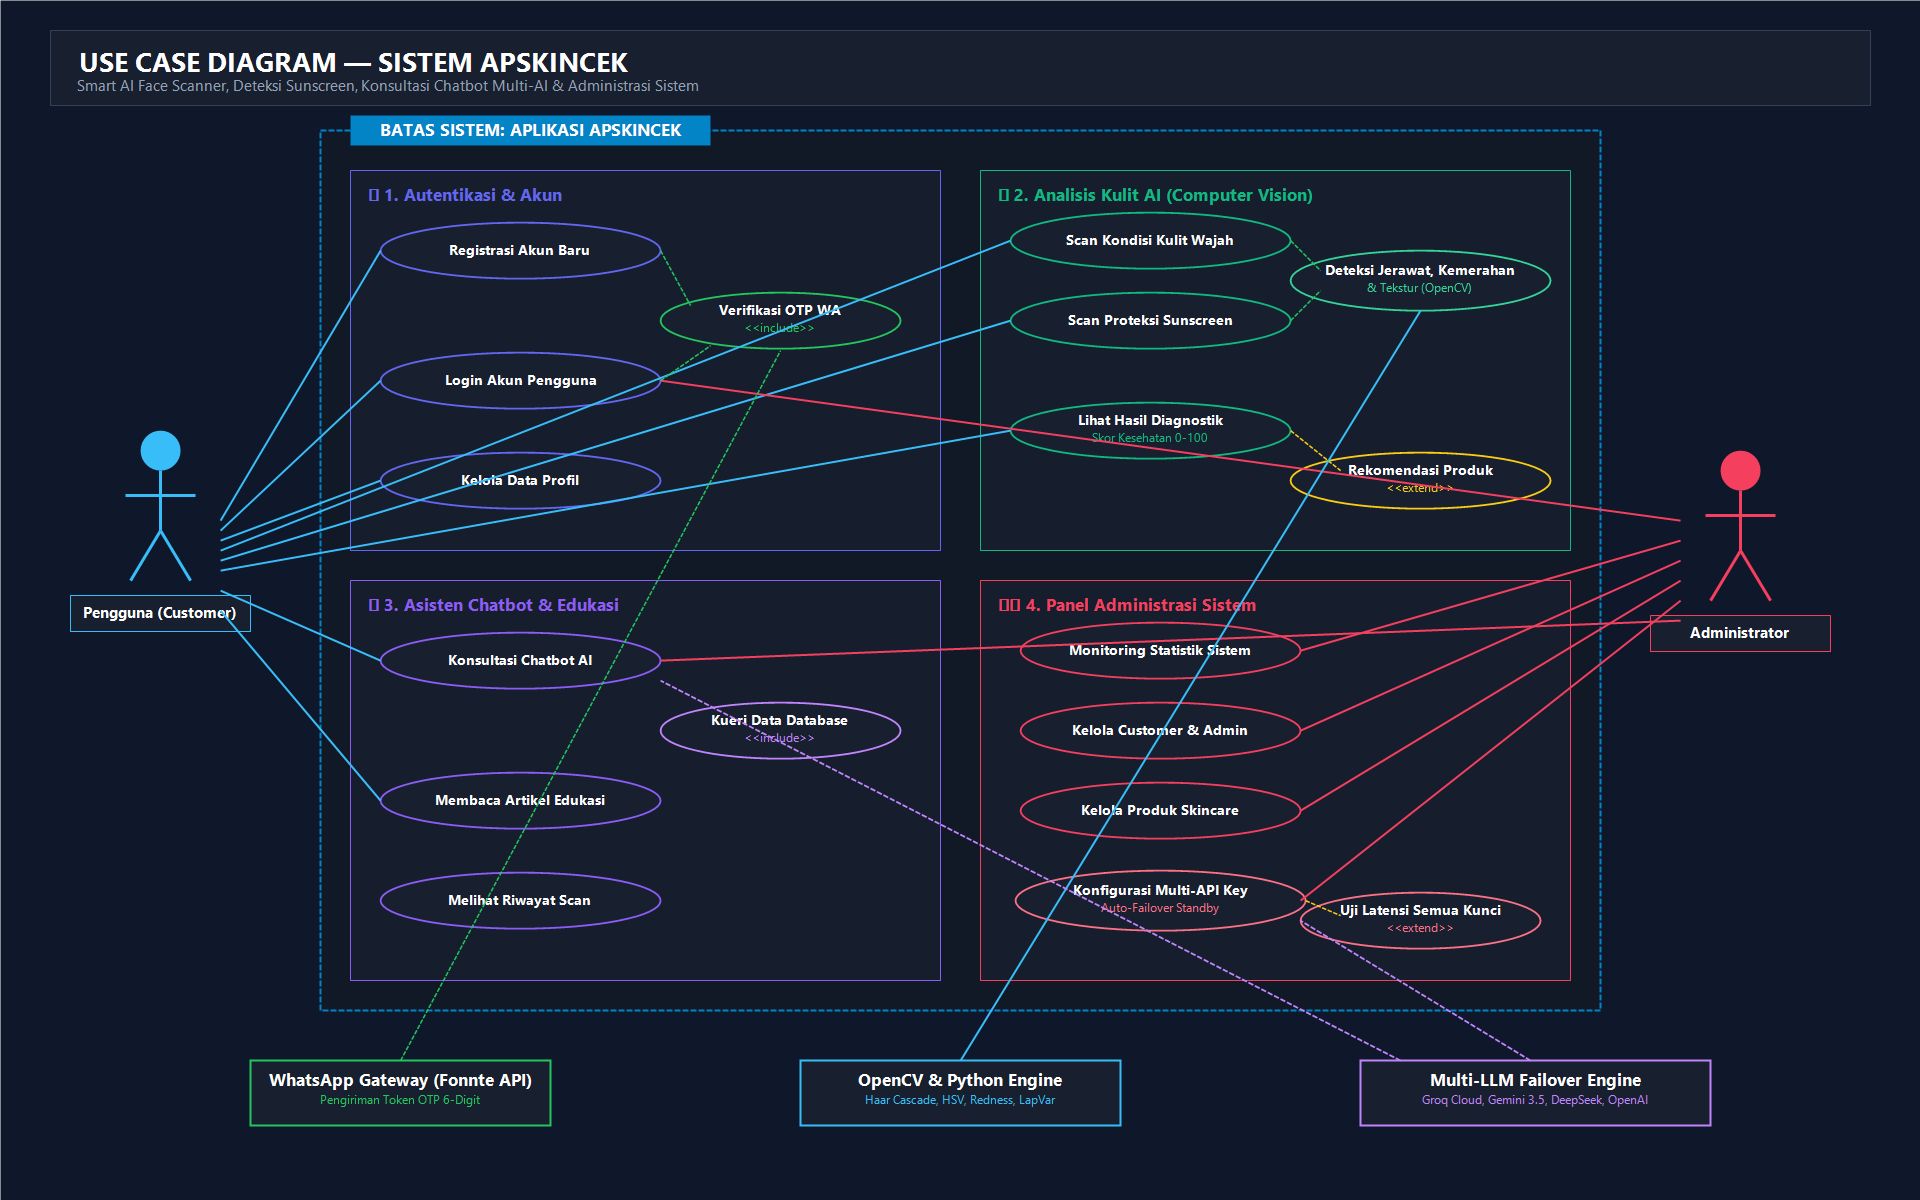 USE CASE DIAGRAM — SISTEM APSKINCEK
Smart AI Face Scanner, Deteksi Sunscreen, Konsultasi Chatbot Multi-AI & Administrasi Sistem
BATAS SISTEM: APLIKASI APSKINCEK
1. Autentikasi & Akun
Registrasi Akun Baru
Verifikasi OTP WA
<<include>>
Login Akun Pengguna
Kelola Data Profil
2. Analisis Kulit AI (Computer Vision)
Scan Kondisi Kulit Wajah
Deteksi Jerawat, Kemerahan
& Tekstur (OpenCV)
Scan Proteksi Sunscreen
Lihat Hasil Diagnostik
Skor Kesehatan 0-100
Rekomendasi Produk
<<extend>>
Pengguna (Customer)
3. Asisten Chatbot & Edukasi
Konsultasi Chatbot AI
Kueri Data Database
<<include>>
Membaca Artikel Edukasi
Melihat Riwayat Scan
4. Panel Administrasi Sistem
Monitoring Statistik Sistem
Kelola Customer & Admin
Kelola Produk Skincare
Konfigurasi Multi-API Key
Auto-Failover Standby
Uji Latensi Semua Kunci
<<extend>>
Administrator
WhatsApp Gateway (Fonnte API)
Pengiriman Token OTP 6-Digit
OpenCV & Python Engine
Haar Cascade, HSV, Redness, LapVar
Multi-LLM Failover Engine
Groq Cloud, Gemini 3.5, DeepSeek, OpenAI